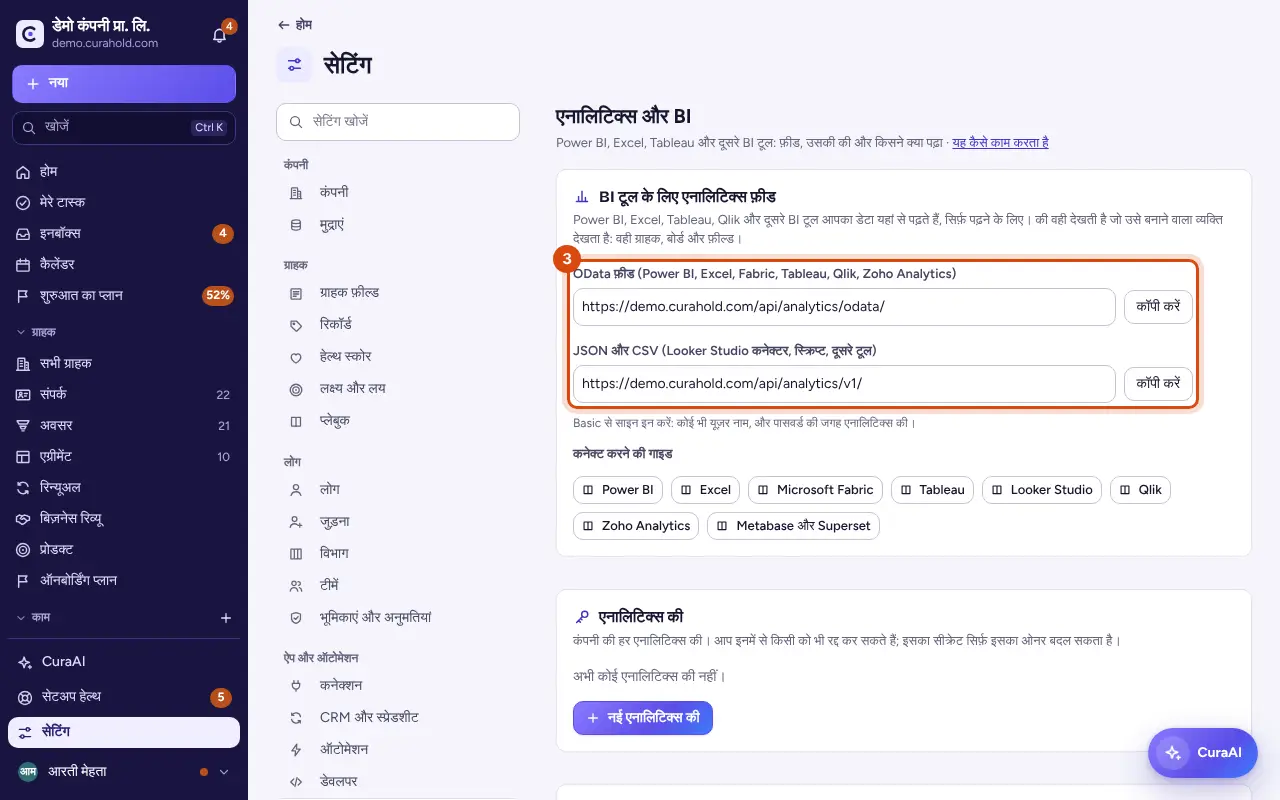 डेमो कंपनी प्रा. लि.
demo.curahold.com
4
+ नया
खोजें Ctrl K
होम
मेरे टास्क
इनबॉक्स 4
कैलेंडर
शुरुआत का प्लान 52%
ग्राहक
सभी ग्राहक
संपर्क 22
अवसर 21
एग्रीमेंट 10
रिन्यूअल
बिज़नेस रिव्यू
प्रोडक्ट
ऑनबोर्डिंग प्लान
काम +
CuraAI
सेटअप हेल्थ 5
सेटिंग
आम आरती मेहता
← होम
सेटिंग
सेटिंग खोजें
कंपनी
कंपनी
मुद्राएं
ग्राहक
ग्राहक फ़ील्ड
रिकॉर्ड
हेल्थ स्कोर
लक्ष्य और लय
प्लेबुक
लोग
लोग
जुड़ना
विभाग
टीमें
भूमिकाएं और अनुमतियां
ऐप और ऑटोमेशन
कनेक्शन
CRM और स्प्रेडशीट
ऑटोमेशन
डेवलपर
एनालिटिक्स और BI
Power BI, Excel, Tableau और दूसरे BI टूल: फ़ीड, उसकी की और किसने क्या पढ़ा · यह कैसे काम करता है
BI टूल के लिए एनालिटिक्स फ़ीड
Power BI, Excel, Tableau, Qlik और दूसरे BI टूल आपका डेटा यहां से पढ़ते हैं, सिर्फ़ पढ़ने के लिए। की वही देखती है जो उसे बनाने वाला व्यक्ति
देखता है: वही ग्राहक, बोर्ड और फ़ील्ड।
3
OData फ़ीड (Power BI, Excel, Fabric, Tableau, Qlik, Zoho Analytics)
https://demo.curahold.com/api/analytics/odata/ कॉपी करें
JSON और CSV (Looker Studio कनेक्टर, स्क्रिप्ट, दूसरे टूल)
https://demo.curahold.com/api/analytics/v1/ कॉपी करें
Basic से साइन इन करें: कोई भी यूज़र नाम, और पासवर्ड की जगह एनालिटिक्स की।
कनेक्ट करने की गाइड
Power BI Excel Microsoft Fabric Tableau Looker Studio Qlik
Zoho Analytics Metabase और Superset
एनालिटिक्स की
कंपनी की हर एनालिटिक्स की। आप इनमें से किसी को भी रद्द कर सकते हैं; इसका सीक्रेट सिर्फ़ इसका ओनर बदल सकता है।
अभी कोई एनालिटिक्स की नहीं।
+ नई एनालिटिक्स की
CuraAI